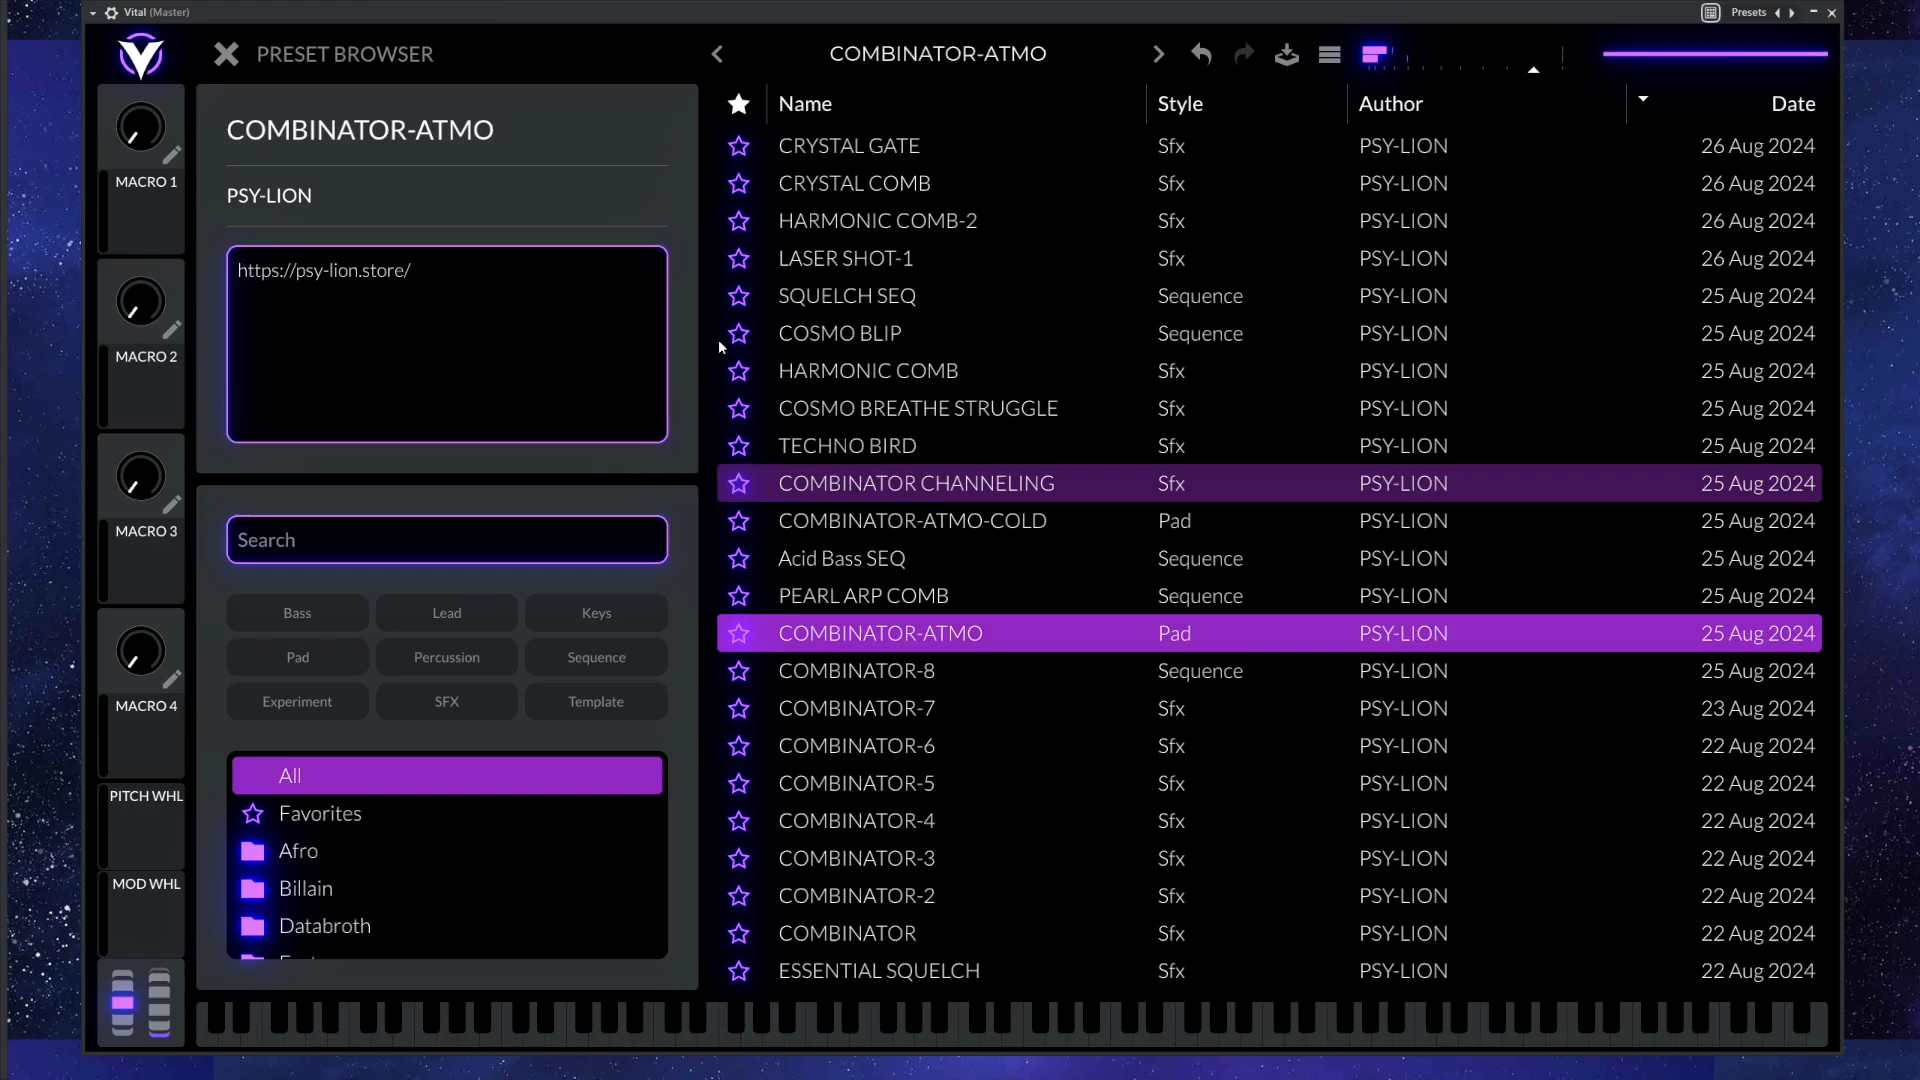 Vital (Master)
Presets
PRESET BROWSER
COMBINATOR-ATMO
COMBINATOR-ATMO
PSY-LION
https://psy-lion.store/
Search
Bass Lead Keys
Pad Percussion Sequence
Experiment SFX Template
All
Favorites
Afro
Billain
Databroth
MACRO 1
MACRO 2
MACRO 3
MACRO 4
PITCH WHL
MOD WHL
Name Style Author Date
CRYSTAL GATE Sfx PSY-LION 26 Aug 2024
CRYSTAL COMB Sfx PSY-LION 26 Aug 2024
HARMONIC COMB-2 Sfx PSY-LION 26 Aug 2024
LASER SHOT-1 Sfx PSY-LION 26 Aug 2024
SQUELCH SEQ Sequence PSY-LION 25 Aug 2024
COSMO BLIP Sequence PSY-LION 25 Aug 2024
HARMONIC COMB Sfx PSY-LION 25 Aug 2024
COSMO BREATHE STRUGGLE Sfx PSY-LION 25 Aug 2024
TECHNO BIRD Sfx PSY-LION 25 Aug 2024
COMBINATOR CHANNELING Sfx PSY-LION 25 Aug 2024
COMBINATOR-ATMO-COLD Pad PSY-LION 25 Aug 2024
Acid Bass SEQ Sequence PSY-LION 25 Aug 2024
PEARL ARP COMB Sequence PSY-LION 25 Aug 2024
COMBINATOR-ATMO Pad PSY-LION 25 Aug 2024
COMBINATOR-8 Sequence PSY-LION 25 Aug 2024
COMBINATOR-7 Sfx PSY-LION 23 Aug 2024
COMBINATOR-6 Sfx PSY-LION 22 Aug 2024
COMBINATOR-5 Sfx PSY-LION 22 Aug 2024
COMBINATOR-4 Sfx PSY-LION 22 Aug 2024
COMBINATOR-3 Sfx PSY-LION 22 Aug 2024
COMBINATOR-2 Sfx PSY-LION 22 Aug 2024
COMBINATOR Sfx PSY-LION 22 Aug 2024
ESSENTIAL SQUELCH Sfx PSY-LION 22 Aug 2024